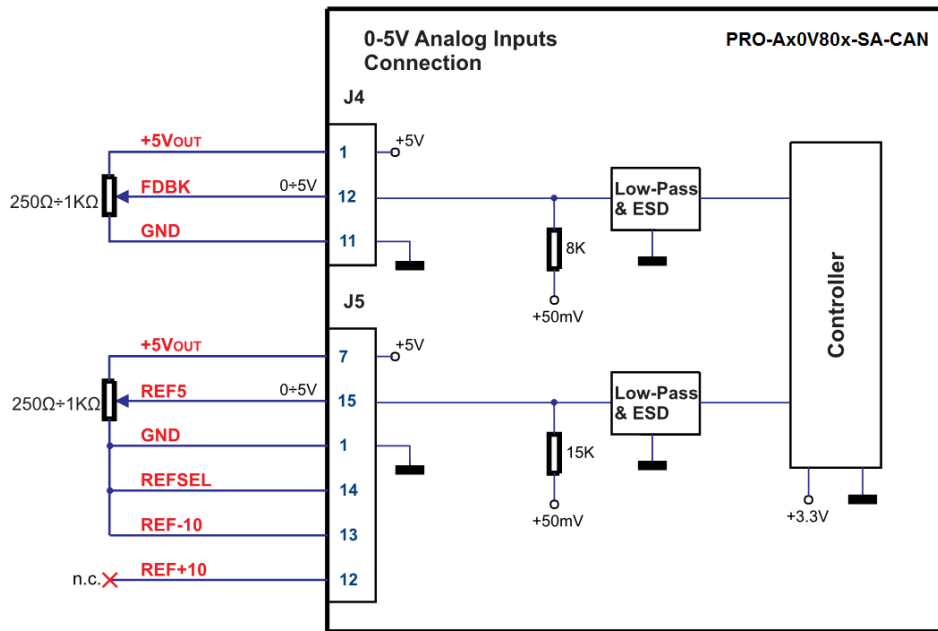 0-5V Analog Inputs
Connection
PRO-Ax0V80x-SA-CAN
J4
+5VOUT
1
+5V
FDBK
0÷5V
12
250Ω÷1KΩ
GND
11
Low-Pass
& ESD
8K
+50mV
Controller
J5
+5VOUT
7
+5V
REF5
0÷5V
15
250Ω÷1KΩ
GND
1
Low-Pass
& ESD
15K
REFSEL
14
+50mV
+3.3V
REF-10
13
n.c.
REF+10
12